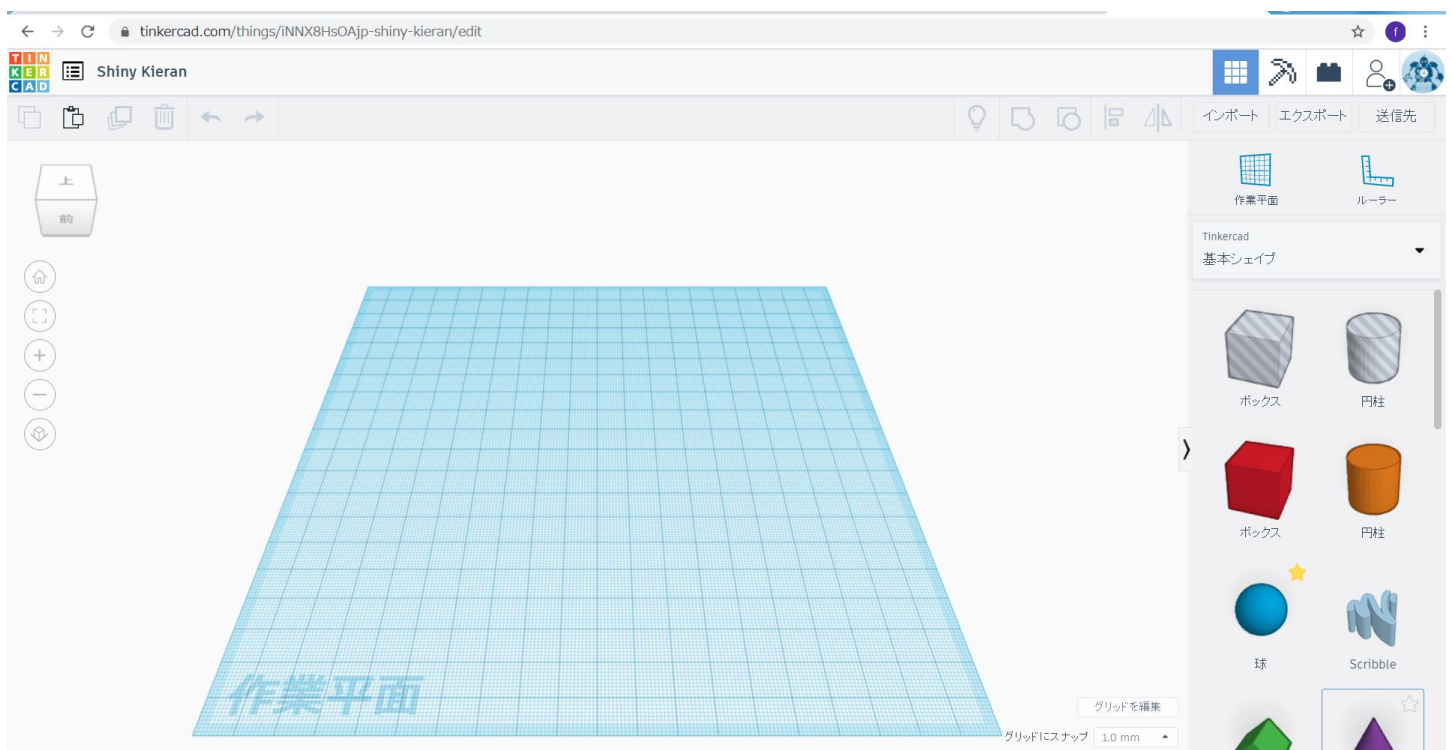 tinkercad.com/things/iNNX8HsOAjp-shiny-kieran/edit
f
TIN
KER
CAD
Shiny Kieran
インポート
エクスポート
送信先
上
前
作業平面
ルーラー
Tinkercad
基本シェイプ
ボックス
円柱
ボックス
円柱
球
Scribble
作業平面
グリッドを編集
グリッドにスナップ 1.0 mm